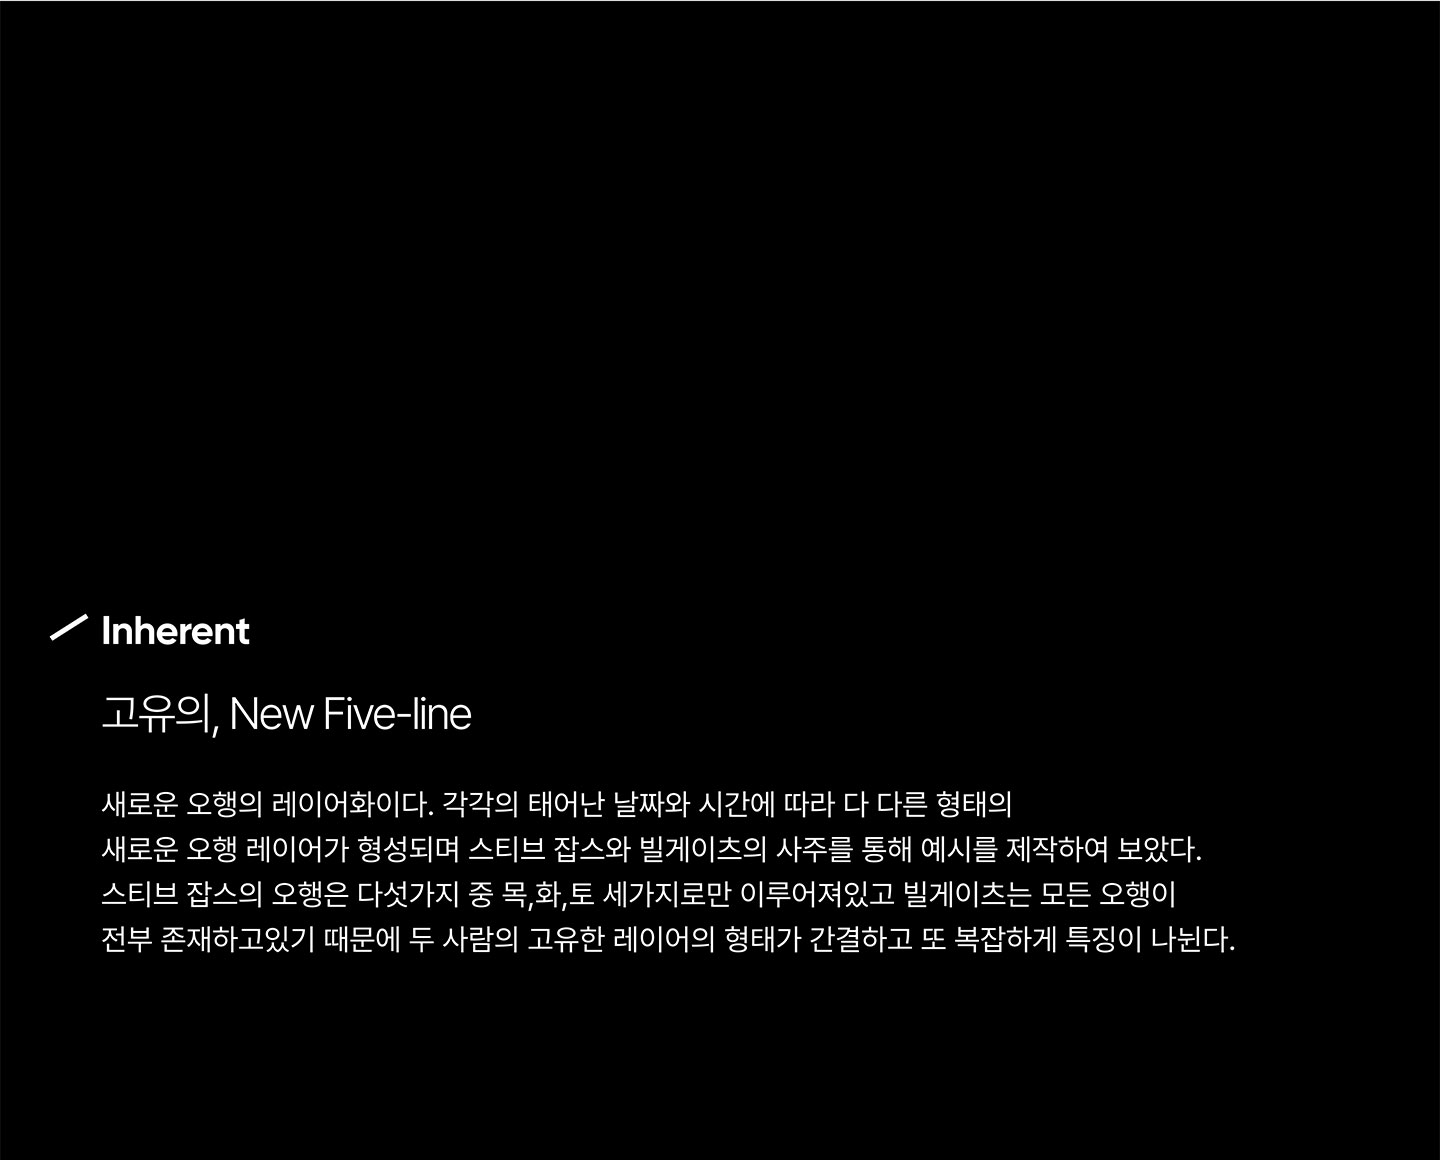 Inherent
고유의, New Five-line
새로운 오행의 레이어화이다. 각각의 태어난 날짜와 시간에 따라 다 다른 형태의
새로운 오행 레이어가 형성되며 스티브 잡스와 빌게이츠의 사주를 통해 예시를 제작하여 보았다.
스티브 잡스의 오행은 다섯가지 중 목,화,토 세가지로만 이루어져있고 빌게이츠는 모든 오행이
전부 존재하고있기 때문에 두 사람의 고유한 레이어의 형태가 간결하고 또 복잡하게 특징이 나뉜다.